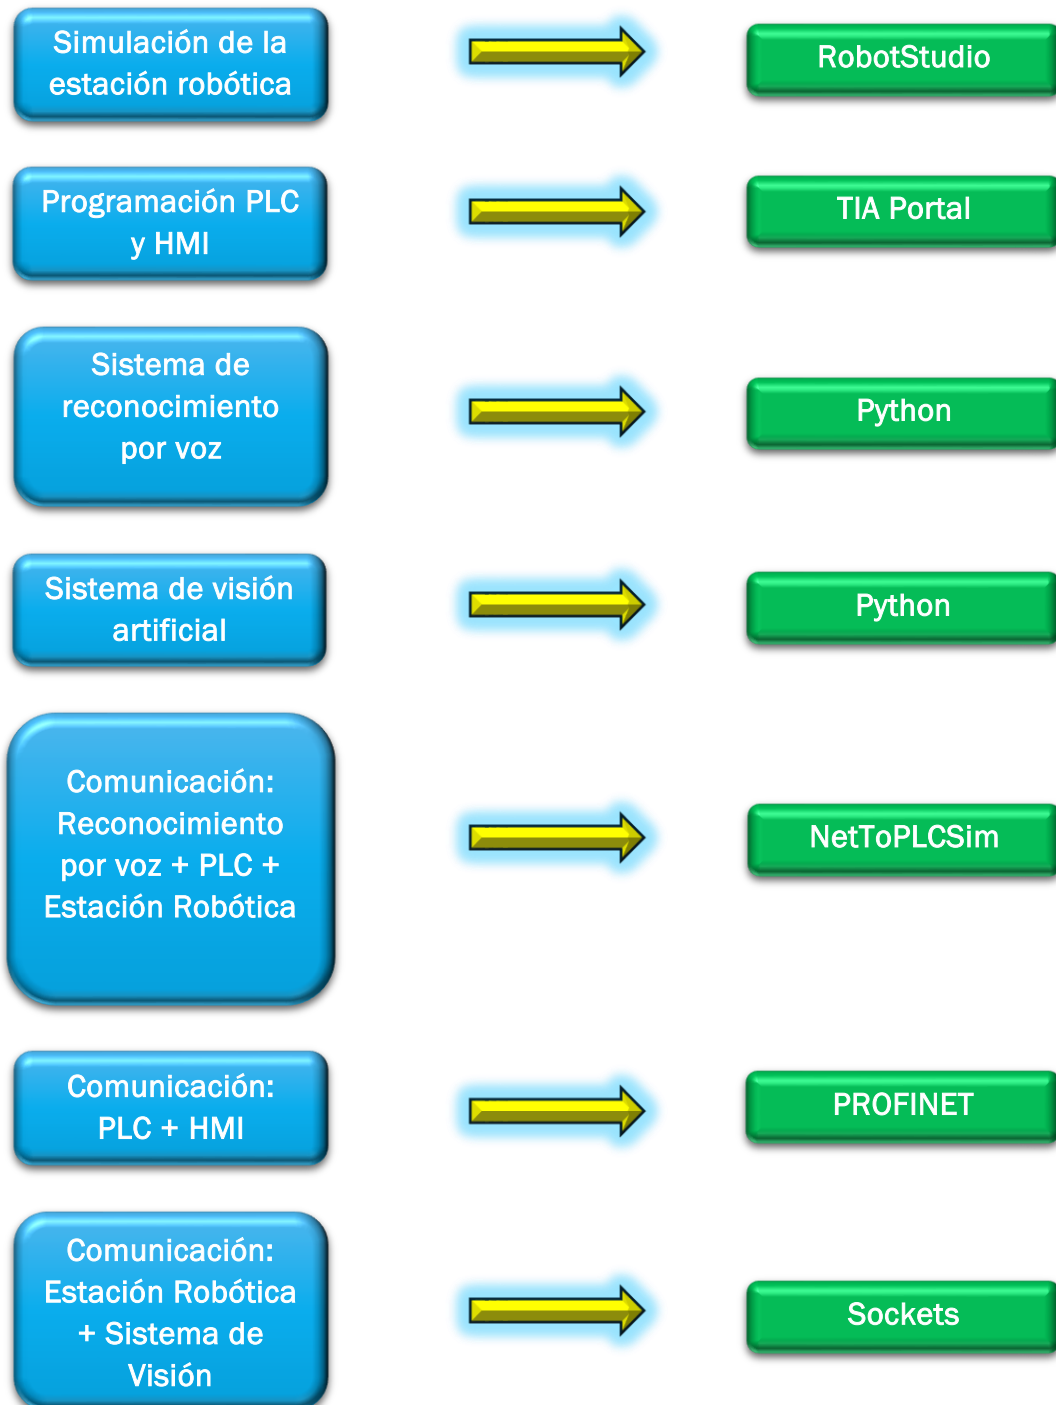 Simulación de la
estación robótica
RobotStudio
Programación PLC
y HMI
TIA Portal
Sistema de
reconocimiento
por voz
Python
Sistema de visión
artificial
Python
Comunicación:
Reconocimiento
por voz + PLC +
Estación Robótica
NetToPLCSim
Comunicación:
PLC + HMI
PROFINET
Comunicación:
Estación Robótica
+ Sistema de
Visión
Sockets